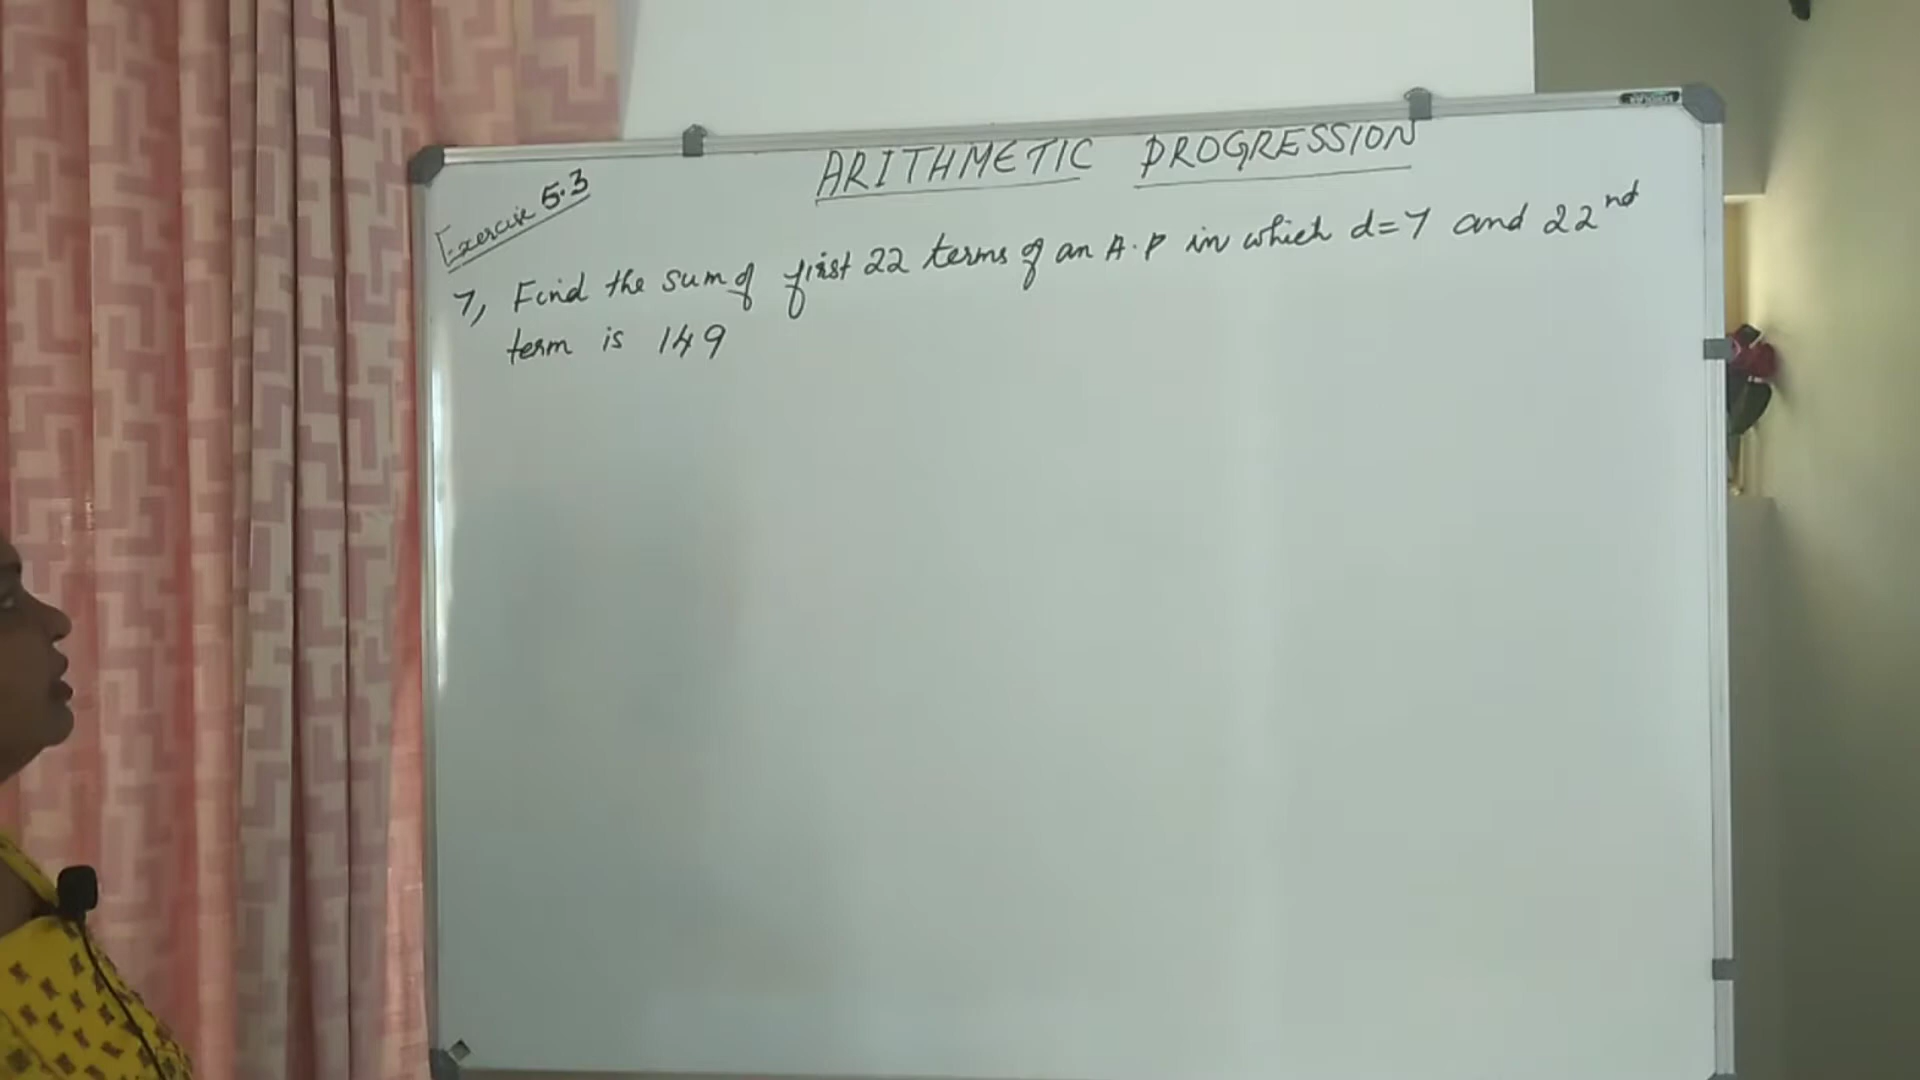 ARITHMETIC PROGRESSION
Exercise 5.3
7, Find the sum of first 22 terms of an A.P in which d=7 and 22nd
term is 149